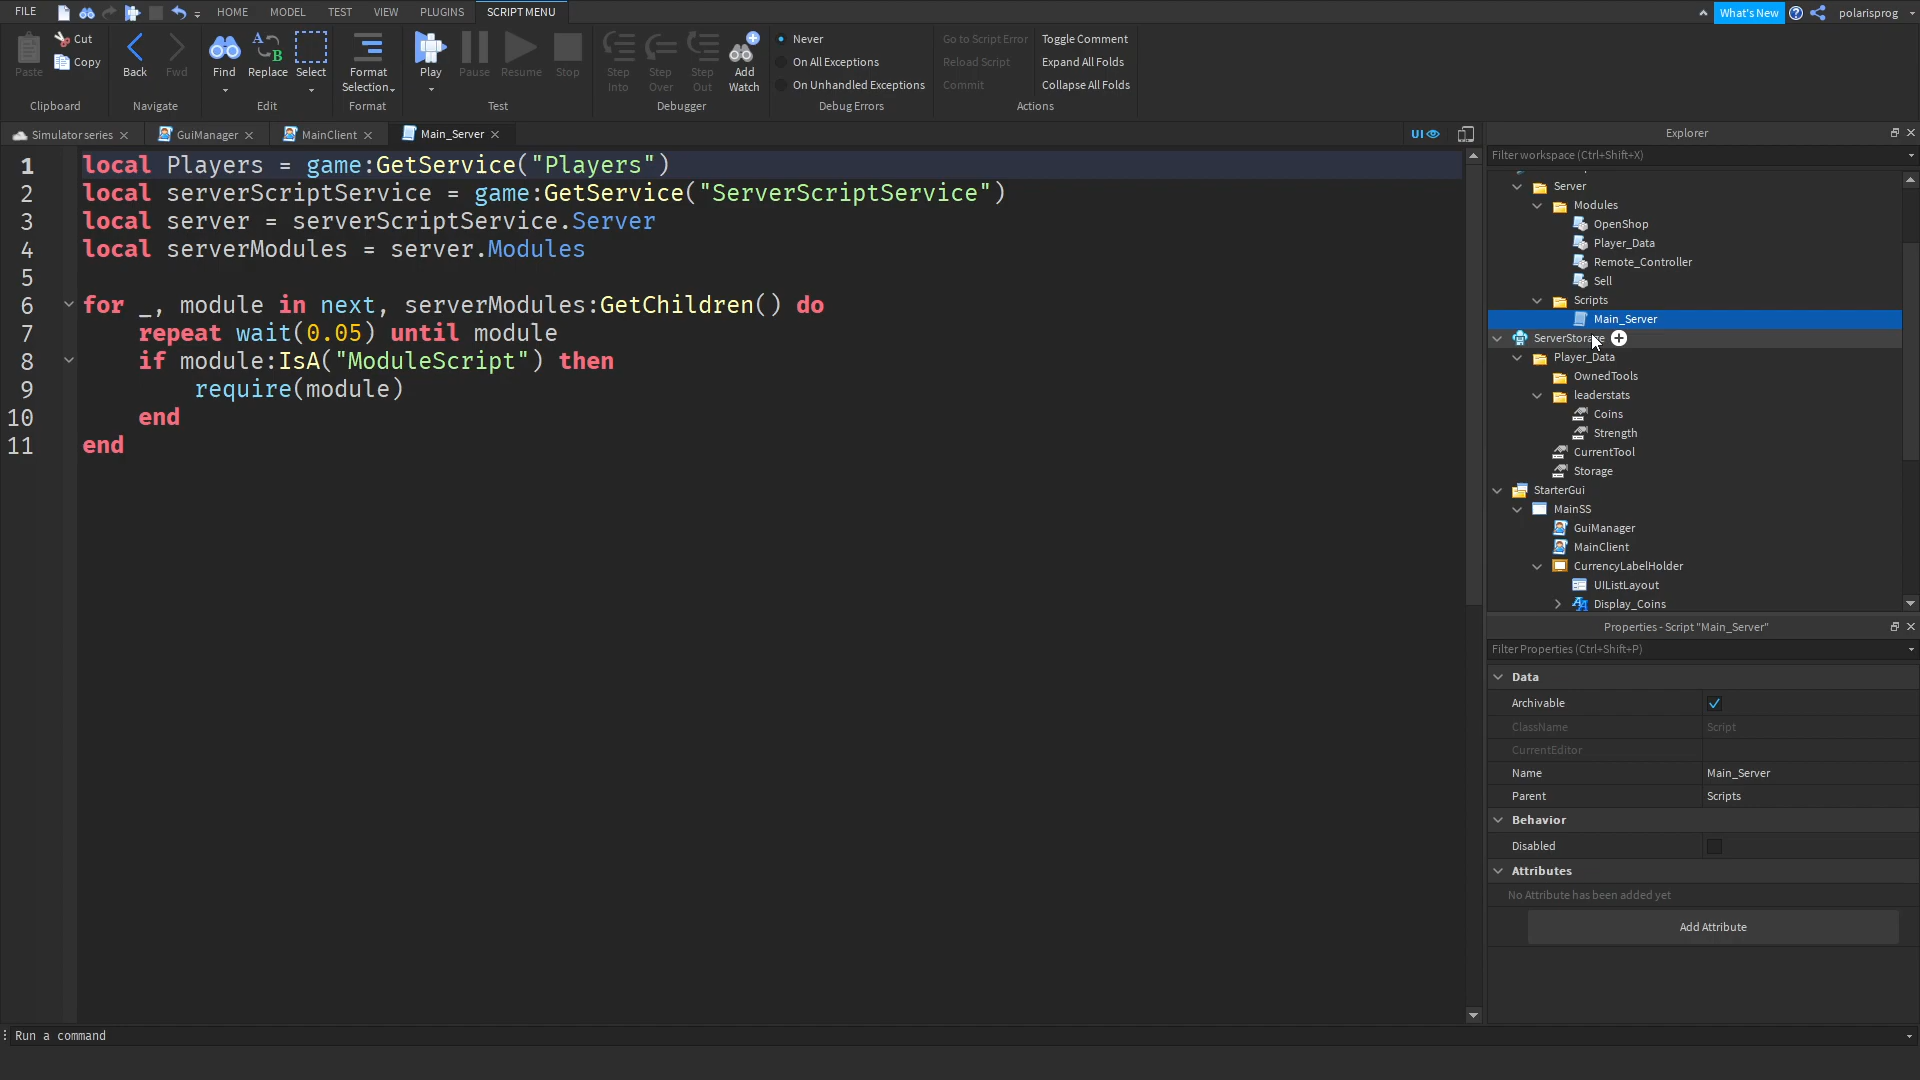 FILE HOME MODEL TEST VIEW PLUGINS SCRIPT MENU What's New polarisprog
Paste Cut Copy Clipboard
Back Fwd Navigate
Find Replace Select Edit
Format Selection Format
Play Pause Resume Stop Test
Step Into Step Over Step Out Add Watch Debugger
Never
On All Exceptions
On Unhandled Exceptions
Debug Errors
Go to Script Error Toggle Comment
Reload Script Expand All Folds
Commit Collapse All Folds
Actions
Simulator series GuiManager MainClient Main_Server UI
1 local Players = game:GetService("Players")
2 local serverScriptService = game:GetService("ServerScriptService")
3 local server = serverScriptService.Server
4 local serverModules = server.Modules
5
6 for _, module in next, serverModules:GetChildren() do
7 repeat wait(0.05) until module
8 if module:IsA("ModuleScript") then
9 require(module)
10 end
11 end
Explorer
Filter workspace (Ctrl+Shift+X)
Server
Modules
OpenShop
Player_Data
Remote_Controller
Sell
Scripts
Main_Server
ServerStorage
Player_Data
OwnedTools
leaderstats
Coins
Strength
CurrentTool
Storage
StarterGui
MainSS
GuiManager
MainClient
CurrencyLabelHolder
UIListLayout
Display_Coins
Properties - Script "Main_Server"
Filter Properties (Ctrl+Shift+P)
Data
Archivable
ClassName Script
CurrentEditor
Name Main_Server
Parent Scripts
Behavior
Disabled
Attributes
No Attribute has been added yet
Add Attribute
Run a command